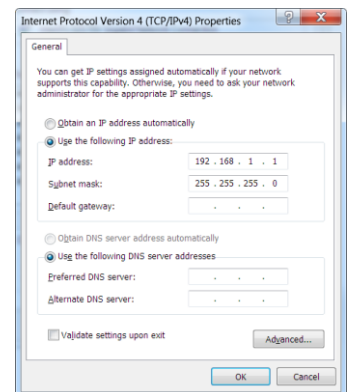 Internet Protocol Version 4 (TCP/IPv4) Properties
General
You can get IP settings assigned automatically if your network
supports this capability. Otherwise, you need to ask your network
administrator for the appropriate IP settings.
Obtain an IP address automatically
Use the following IP address:
IP address: 192 . 168 . 1 . 1
Subnet mask: 255 . 255 . 255 . 0
Default gateway: . . .
Obtain DNS server address automatically
Use the following DNS server addresses
Preferred DNS server: . . .
Alternate DNS server: . . .
Validate settings upon exit
Advanced...
OK Cancel